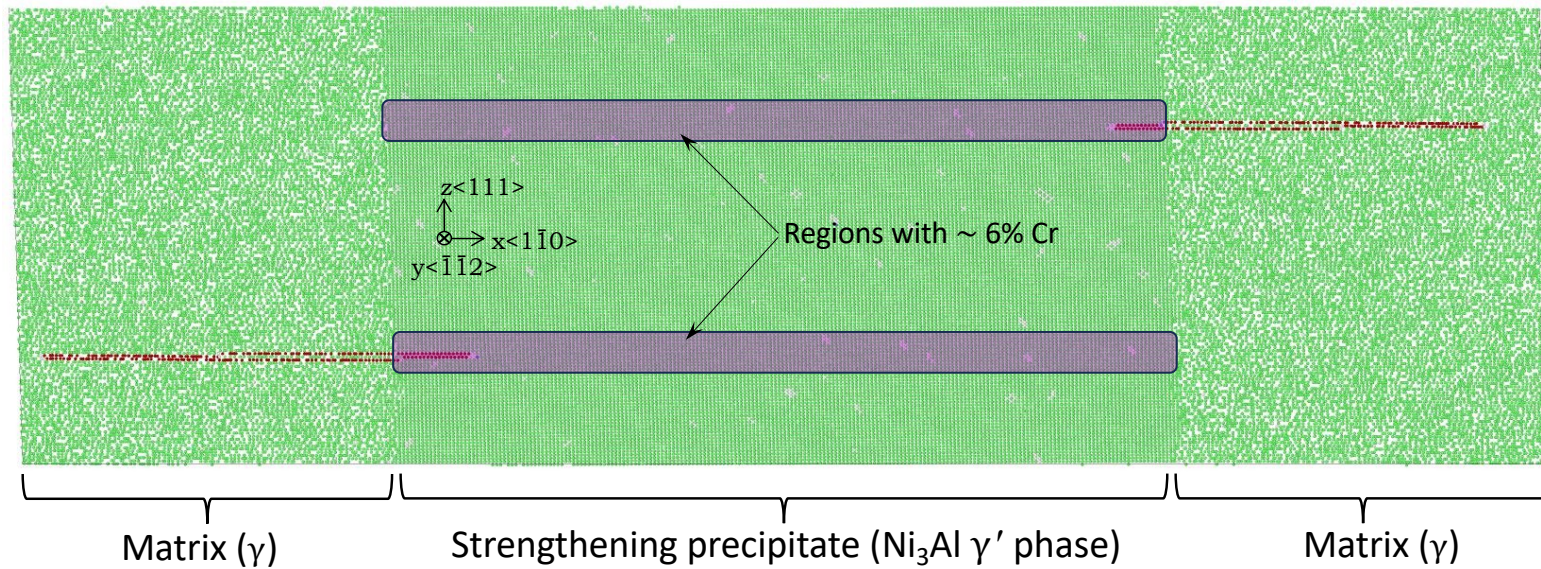 z<111>
x<11̄0>
y<1̄1̄2>
Regions with ~ 6% Cr
Matrix (γ)
Strengthening precipitate (Ni₃Al γ′ phase)
Matrix (γ)